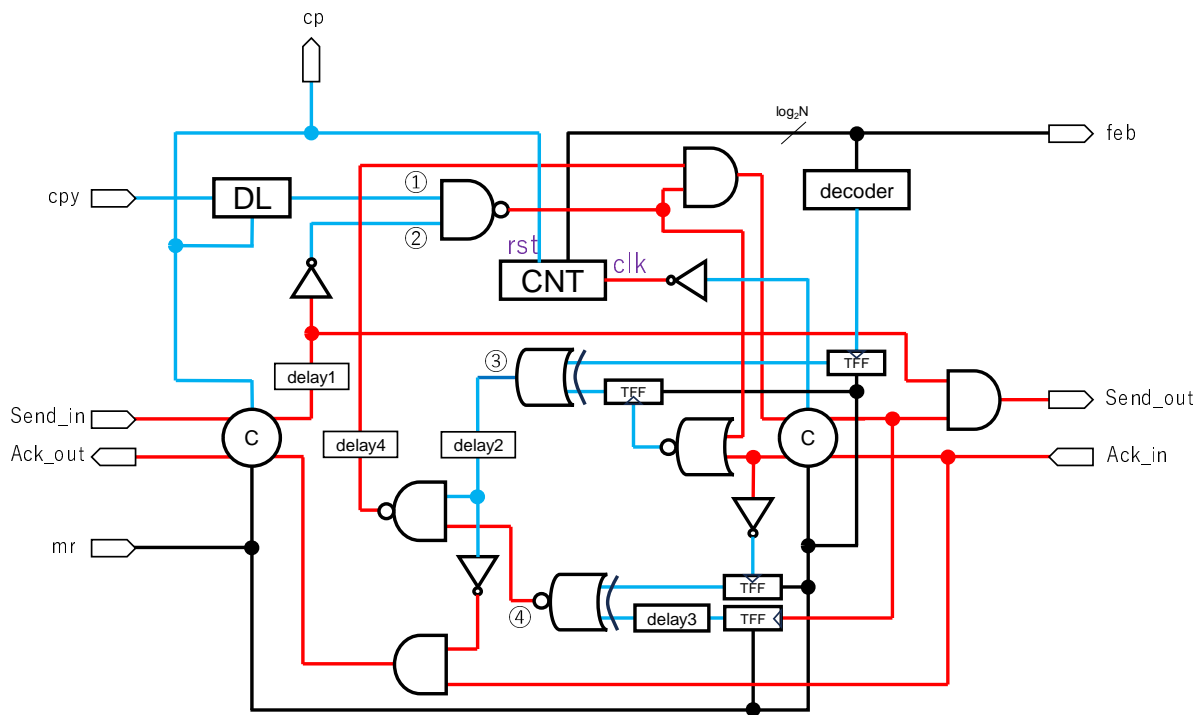 cp
log₂N
feb
cpy
DL
①
decoder
②
rst
clk
CNT
③
TFF
delay1
TFF
Send_in
Send_out
C
C
delay4
delay2
Ack_out
Ack_in
mr
TFF
④
delay3
TFF